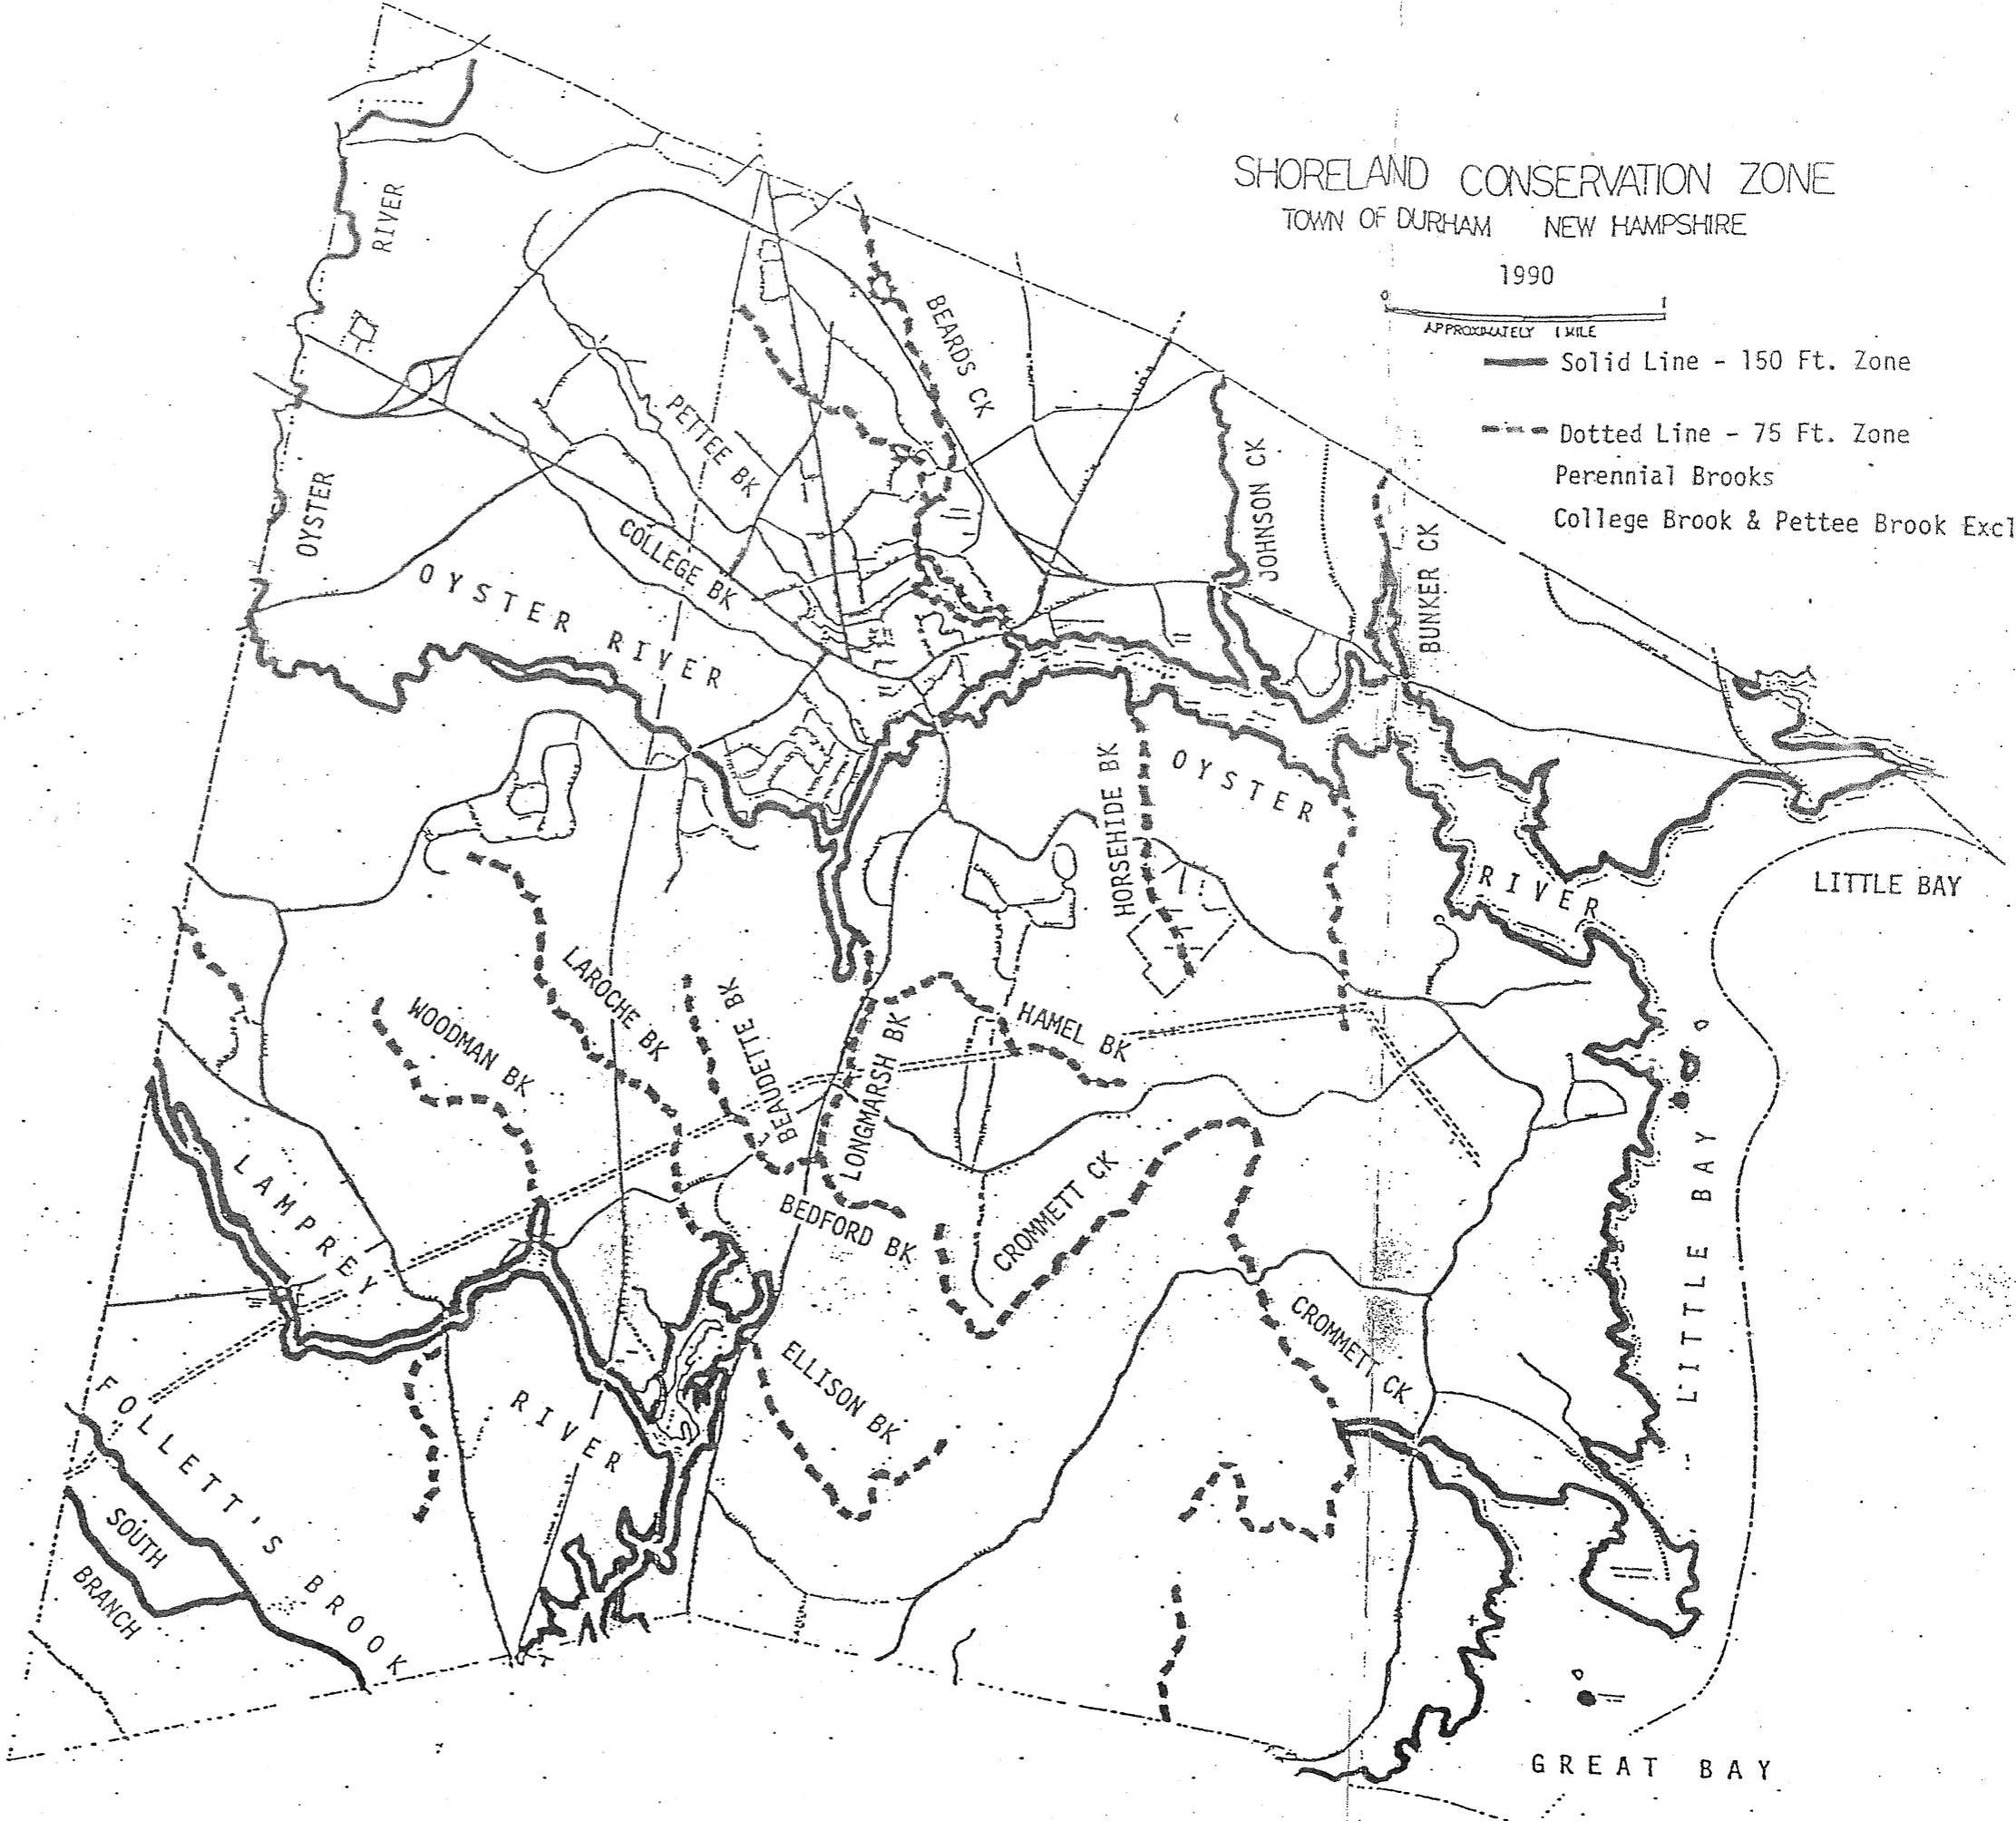 SHORELAND CONSERVATION ZONE
TOWN OF DURHAM NEW HAMPSHIRE
1990
0 1
APPROXIMATELY 1 MILE
Solid Line - 150 Ft. Zone
Dotted Line - 75 Ft. Zone
Perennial Brooks
College Brook & Pettee Brook Excl
RIVER
BEARDS CK
PETTEE BK
JOHNSON CK
OYSTER
COLLEGE BK
BUNKER CK
OYSTER RIVER
HORSEHIDE BK
OYSTER
RIVER
LITTLE BAY
LAROCHE BK
WOODMAN BK
BEAUDETTE BK
LONGMARSH BK
HAMEL BK
LAMPREY
BEDFORD BK
CROMMETT CK
LITTLE BAY
CROMMETT CK
ELLISON BK
RIVER
FOLLETT'S BROOK
SOUTH
BRANCH
GREAT BAY